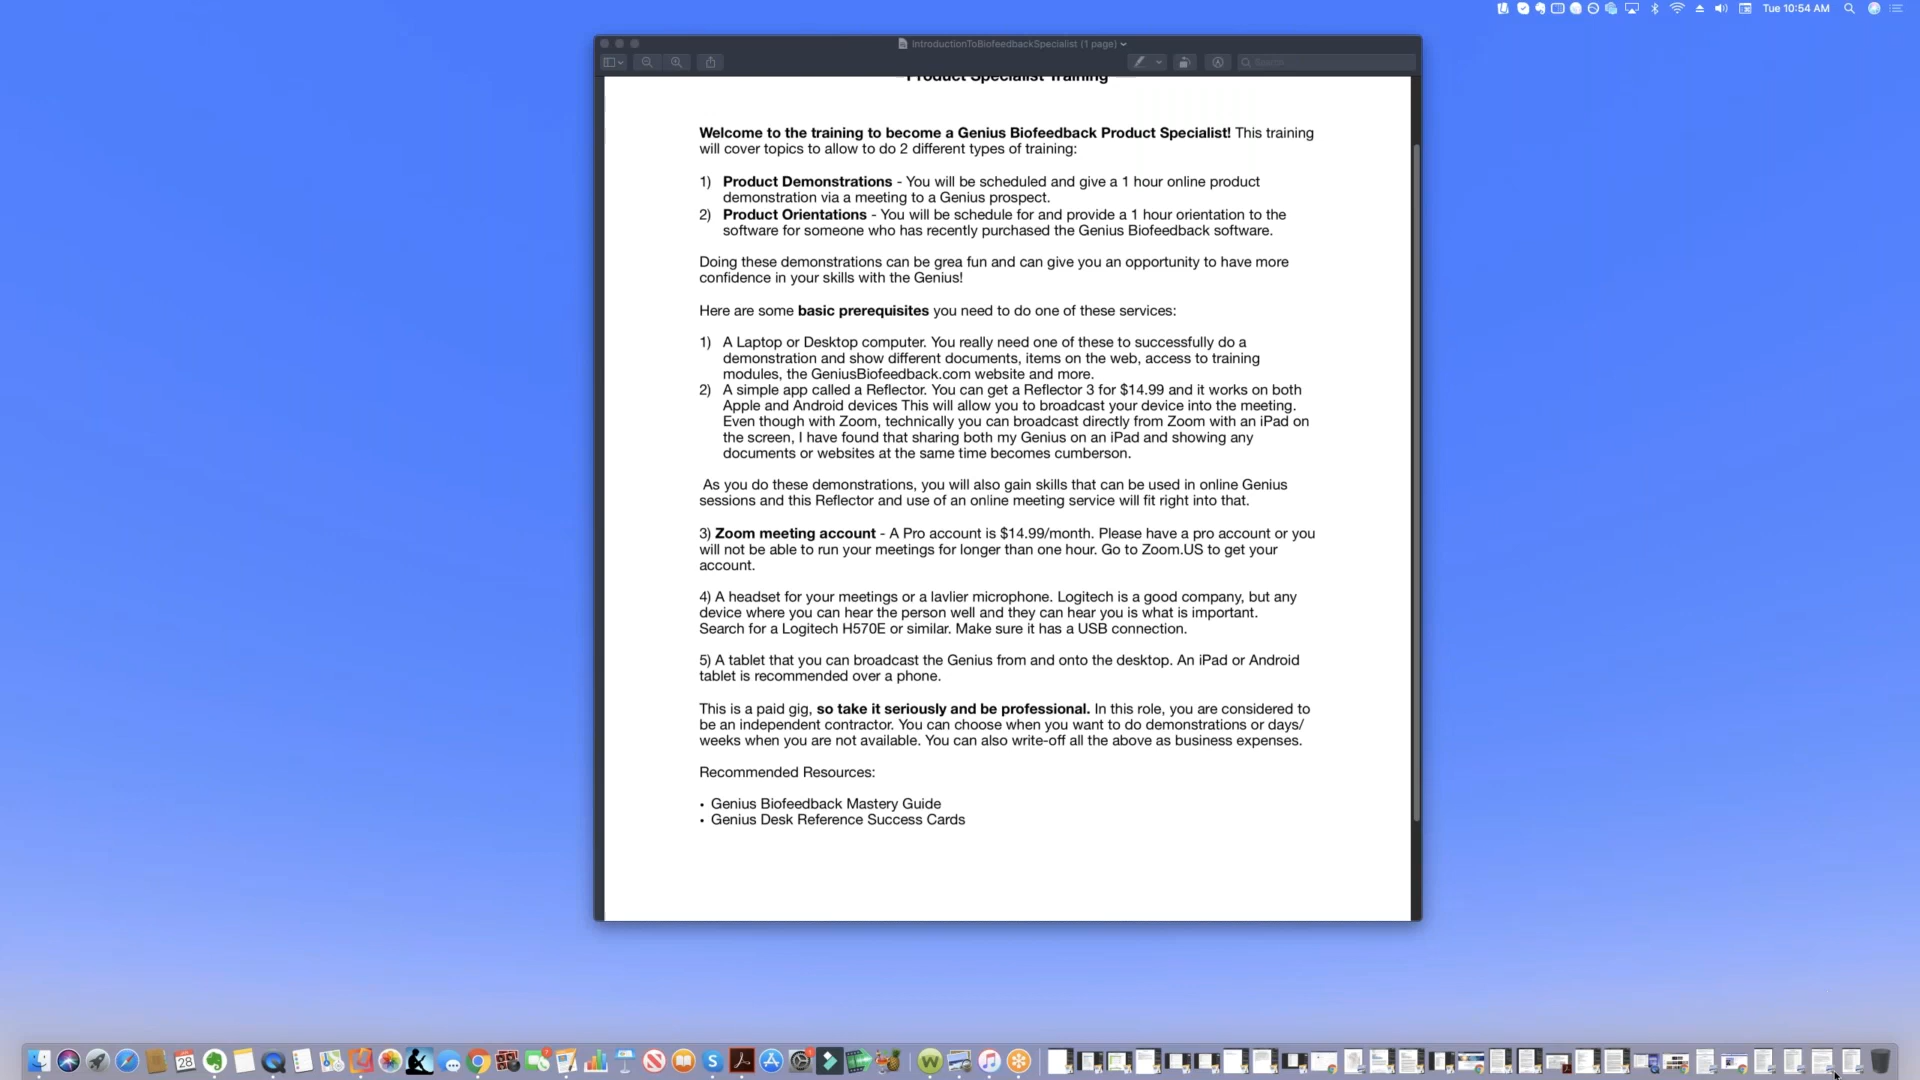 Tue 10:54 AM
IntroductionToBiofeedbackSpecialist (1 page)
Search
Product Specialist Training
Welcome to the training to become a Genius Biofeedback Product Specialist! This training
will cover topics to allow to do 2 different types of training:
1) Product Demonstrations - You will be scheduled and give a 1 hour online product
demonstration via a meeting to a Genius prospect.
2) Product Orientations - You will be schedule for and provide a 1 hour orientation to the
software for someone who has recently purchased the Genius Biofeedback software.
Doing these demonstrations can be grea fun and can give you an opportunity to have more
confidence in your skills with the Genius!
Here are some basic prerequisites you need to do one of these services:
1) A Laptop or Desktop computer. You really need one of these to successfully do a
demonstration and show different documents, items on the web, access to training
modules, the GeniusBiofeedback.com website and more.
2) A simple app called a Reflector. You can get a Reflector 3 for $14.99 and it works on both
Apple and Android devices This will allow you to broadcast your device into the meeting.
Even though with Zoom, technically you can broadcast directly from Zoom with an iPad on
the screen, I have found that sharing both my Genius on an iPad and showing any
documents or websites at the same time becomes cumberson.
As you do these demonstrations, you will also gain skills that can be used in online Genius
sessions and this Reflector and use of an online meeting service will fit right into that.
3) Zoom meeting account - A Pro account is $14.99/month. Please have a pro account or you
will not be able to run your meetings for longer than one hour. Go to Zoom.US to get your
account.
4) A headset for your meetings or a lavlier microphone. Logitech is a good company, but any
device where you can hear the person well and they can hear you is what is important.
Search for a Logitech H570E or similar. Make sure it has a USB connection.
5) A tablet that you can broadcast the Genius from and onto the desktop. An iPad or Android
tablet is recommended over a phone.
This is a paid gig, so take it seriously and be professional. In this role, you are considered to
be an independent contractor. You can choose when you want to do demonstrations or days/
weeks when you are not available. You can also write-off all the above as business expenses.
Recommended Resources:
• Genius Biofeedback Mastery Guide
• Genius Desk Reference Success Cards
28